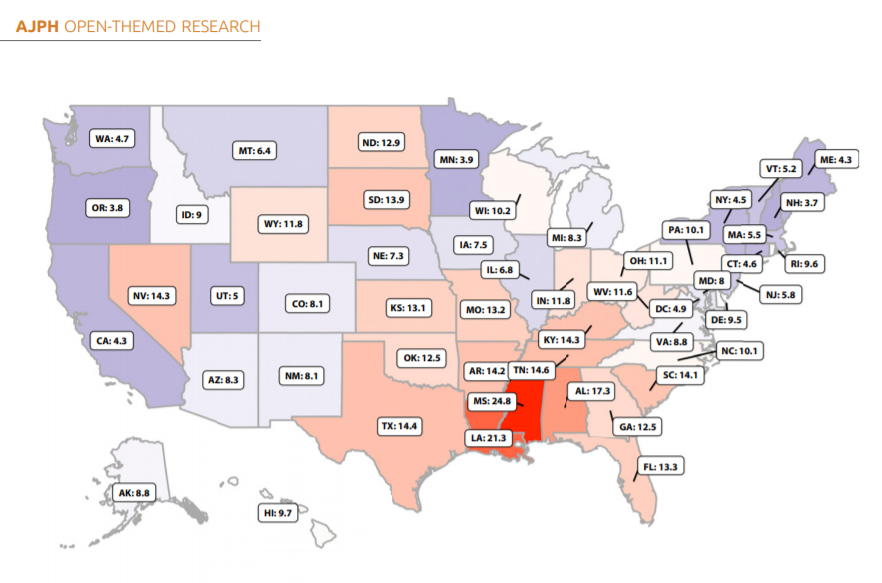 AJPH OPEN-THEMED RESEARCH
WA: 4.7
MT: 6.4
ND: 12.9
MN: 3.9
VT: 5.2
ME: 4.3
OR: 3.8
ID: 9
WY: 11.8
SD: 13.9
WI: 10.2
MI: 8.3
NY: 4.5
NH: 3.7
PA: 10.1
MA: 5.5
NV: 14.3
UT: 5
CO: 8.1
NE: 7.3
IA: 7.5
IL: 6.8
IN: 11.8
OH: 11.1
WV: 11.6
MD: 8
CT: 4.6
RI: 9.6
NJ: 5.8
DC: 4.9
DE: 9.5
CA: 4.3
KS: 13.1
MO: 13.2
KY: 14.3
VA: 8.8
NC: 10.1
AZ: 8.3
NM: 8.1
OK: 12.5
AR: 14.2
TN: 14.6
SC: 14.1
MS: 24.8
AL: 17.3
TX: 14.4
LA: 21.3
GA: 12.5
FL: 13.3
AK: 8.8
HI: 9.7